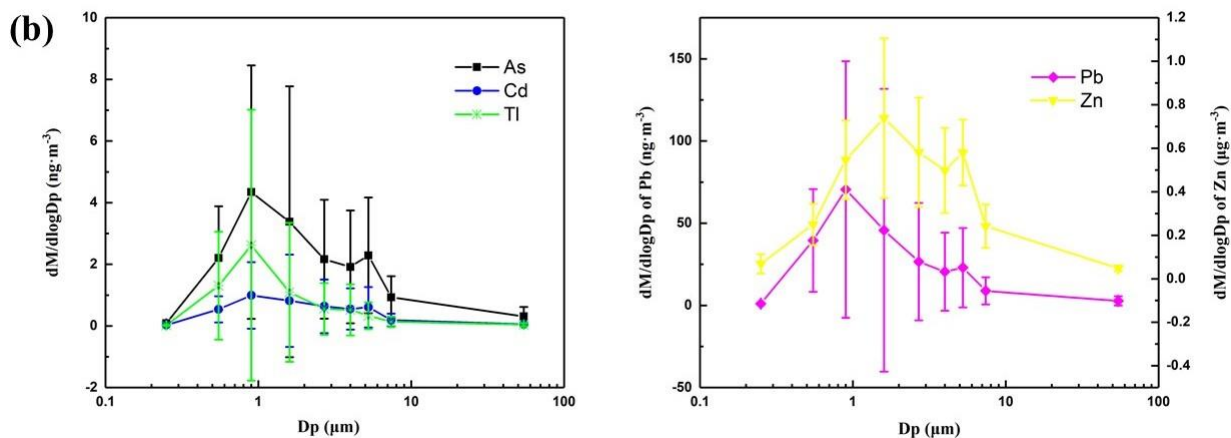 (b)
10
8
6
4
2
0
-2
dM/dlogDp (ng·m⁻³)
As
Cd
Tl
0.1
1
10
100
Dp (μm)
150
100
50
0
-50
dM/dlogDp of Pb (ng·m⁻³)
Pb
Zn
1.2
1.0
0.8
0.6
0.4
0.2
0.0
-0.2
-0.4
dM/dlogDp of Zn (μg·m⁻³)
0.1
1
10
100
Dp (μm)